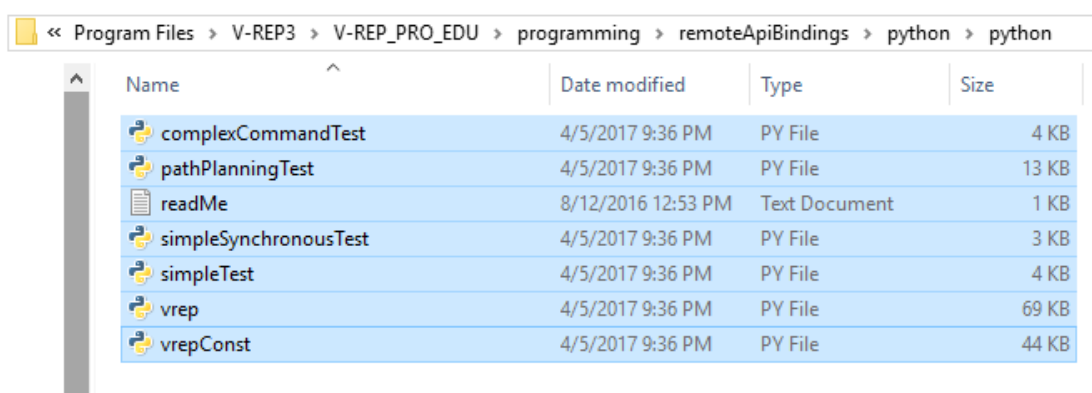 « Program Files > V-REP3 > V-REP_PRO_EDU > programming > remoteApiBindings > python > python
Name Date modified Type Size
complexCommandTest 4/5/2017 9:36 PM PY File 4 KB
pathPlanningTest 4/5/2017 9:36 PM PY File 13 KB
readMe 8/12/2016 12:53 PM Text Document 1 KB
simpleSynchronousTest 4/5/2017 9:36 PM PY File 3 KB
simpleTest 4/5/2017 9:36 PM PY File 4 KB
vrep 4/5/2017 9:36 PM PY File 69 KB
vrepConst 4/5/2017 9:36 PM PY File 44 KB